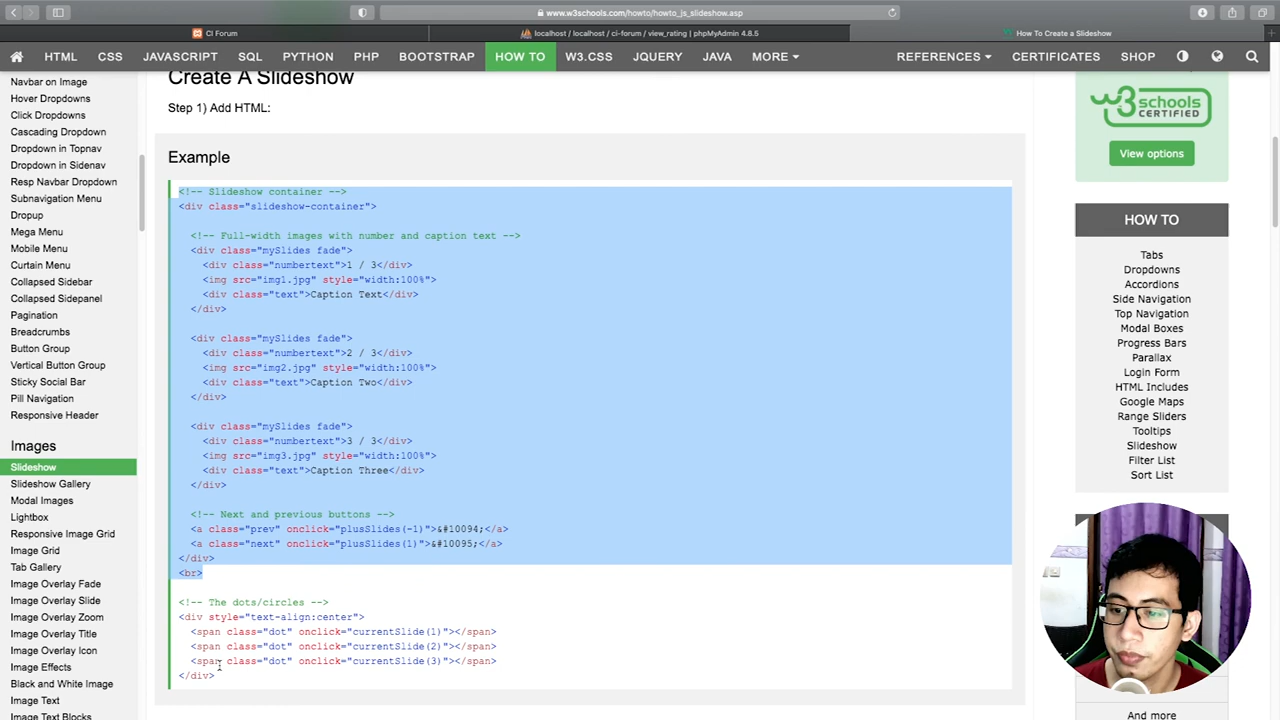 www.w3schools.com/howto/howto_js_slideshow.asp
CI Forum
localhost / localhost / ci-forum / view_rating | phpMyAdmin 4.8.5
How To Create a Slideshow
HTML CSS JAVASCRIPT SQL PYTHON PHP BOOTSTRAP HOW TO W3.CSS JQUERY JAVA MORE REFERENCES CERTIFICATES SHOP
Navbar on Image
Hover Dropdowns
Click Dropdowns
Cascading Dropdown
Dropdown in Topnav
Dropdown in Sidenav
Resp Navbar Dropdown
Subnavigation Menu
Dropup
Mega Menu
Mobile Menu
Curtain Menu
Collapsed Sidebar
Collapsed Sidepanel
Pagination
Breadcrumbs
Button Group
Vertical Button Group
Sticky Social Bar
Pill Navigation
Responsive Header
Images
Slideshow
Slideshow Gallery
Modal Images
Lightbox
Responsive Image Grid
Image Grid
Tab Gallery
Image Overlay Fade
Image Overlay Slide
Image Overlay Zoom
Image Overlay Title
Image Overlay Icon
Image Effects
Black and White Image
Image Text
Image Text Blocks
Create A Slideshow
Step 1) Add HTML:
Example
<!-- Slideshow container -->
<div class="slideshow-container">
<!-- Full-width images with number and caption text -->
<div class="mySlides fade">
<div class="numbertext">1 / 3</div>
<img src="img1.jpg" style="width:100%">
<div class="text">Caption Text</div>
</div>
<div class="mySlides fade">
<div class="numbertext">2 / 3</div>
<img src="img2.jpg" style="width:100%">
<div class="text">Caption Two</div>
</div>
<div class="mySlides fade">
<div class="numbertext">3 / 3</div>
<img src="img3.jpg" style="width:100%">
<div class="text">Caption Three</div>
</div>
<!-- Next and previous buttons -->
<a class="prev" onclick="plusSlides(-1)">&#10094;</a>
<a class="next" onclick="plusSlides(1)">&#10095;</a>
</div>
<br>
<!-- The dots/circles -->
<div style="text-align:center">
<span class="dot" onclick="currentSlide(1)"></span>
<span class="dot" onclick="currentSlide(2)"></span>
<span class="dot" onclick="currentSlide(3)"></span>
</div>
w3schools
CERTIFIED
View options
HOW TO
Tabs
Dropdowns
Accordions
Side Navigation
Top Navigation
Modal Boxes
Progress Bars
Parallax
Login Form
HTML Includes
Google Maps
Range Sliders
Tooltips
Slideshow
Filter List
Sort List
And more